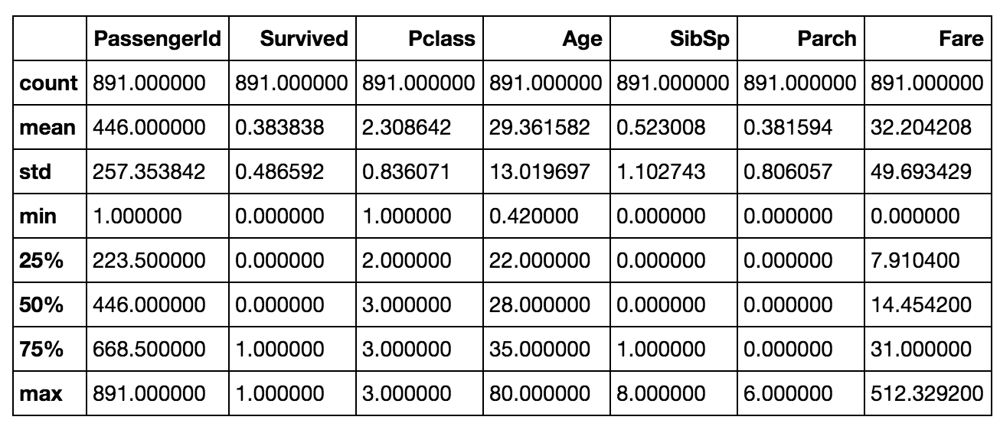 PassengerId Survived Pclass Age SibSp Parch Fare
count 891.000000 891.000000 891.000000 891.000000 891.000000 891.000000 891.000000
mean 446.000000 0.383838 2.308642 29.361582 0.523008 0.381594 32.204208
std 257.353842 0.486592 0.836071 13.019697 1.102743 0.806057 49.693429
min 1.000000 0.000000 1.000000 0.420000 0.000000 0.000000 0.000000
25% 223.500000 0.000000 2.000000 22.000000 0.000000 0.000000 7.910400
50% 446.000000 0.000000 3.000000 28.000000 0.000000 0.000000 14.454200
75% 668.500000 1.000000 3.000000 35.000000 1.000000 0.000000 31.000000
max 891.000000 1.000000 3.000000 80.000000 8.000000 6.000000 512.329200